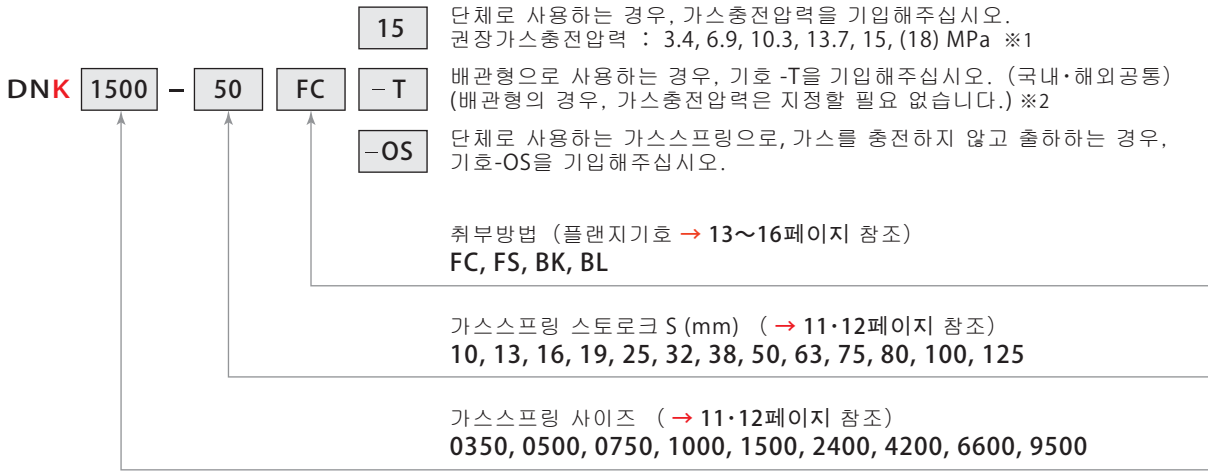 15
단체로 사용하는 경우, 가스충전압력을 기입해주십시오.
권장가스충전압력 : 3.4, 6.9, 10.3, 13.7, 15, (18) MPa ※1
DNK 1500 – 50 FC – T
배관형으로 사용하는 경우, 기호 -T을 기입해주십시오. (국내・해외공통)
(배관형의 경우, 가스충전압력은 지정할 필요 없습니다.) ※2
–OS
단체로 사용하는 가스스프링으로, 가스를 충전하지 않고 출하하는 경우,
기호-OS을 기입해주십시오.
취부방법 (플랜지기호 → 13～16페이지 참조)
FC, FS, BK, BL
가스스프링 스토로크 S (mm) ( → 11・12페이지 참조)
10, 13, 16, 19, 25, 32, 38, 50, 63, 75, 80, 100, 125
가스스프링 사이즈 ( → 11・12페이지 참조)
0350, 0500, 0750, 1000, 1500, 2400, 4200, 6600, 9500